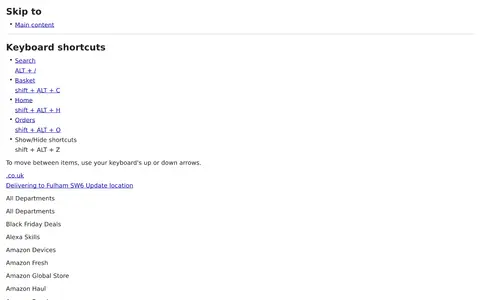 Skip to
• Main content
Keyboard shortcuts
• Search
ALT + /
• Basket
shift + ALT + C
• Home
shift + ALT + H
• Orders
shift + ALT + O
• Show/Hide shortcuts
shift + ALT + Z
To move between items, use your keyboard's up or down arrows.
.co.uk
Delivering to Fulham SW6 Update location
All Departments
All Departments
Black Friday Deals
Alexa Skills
Amazon Devices
Amazon Fresh
Amazon Global Store
Amazon Haul